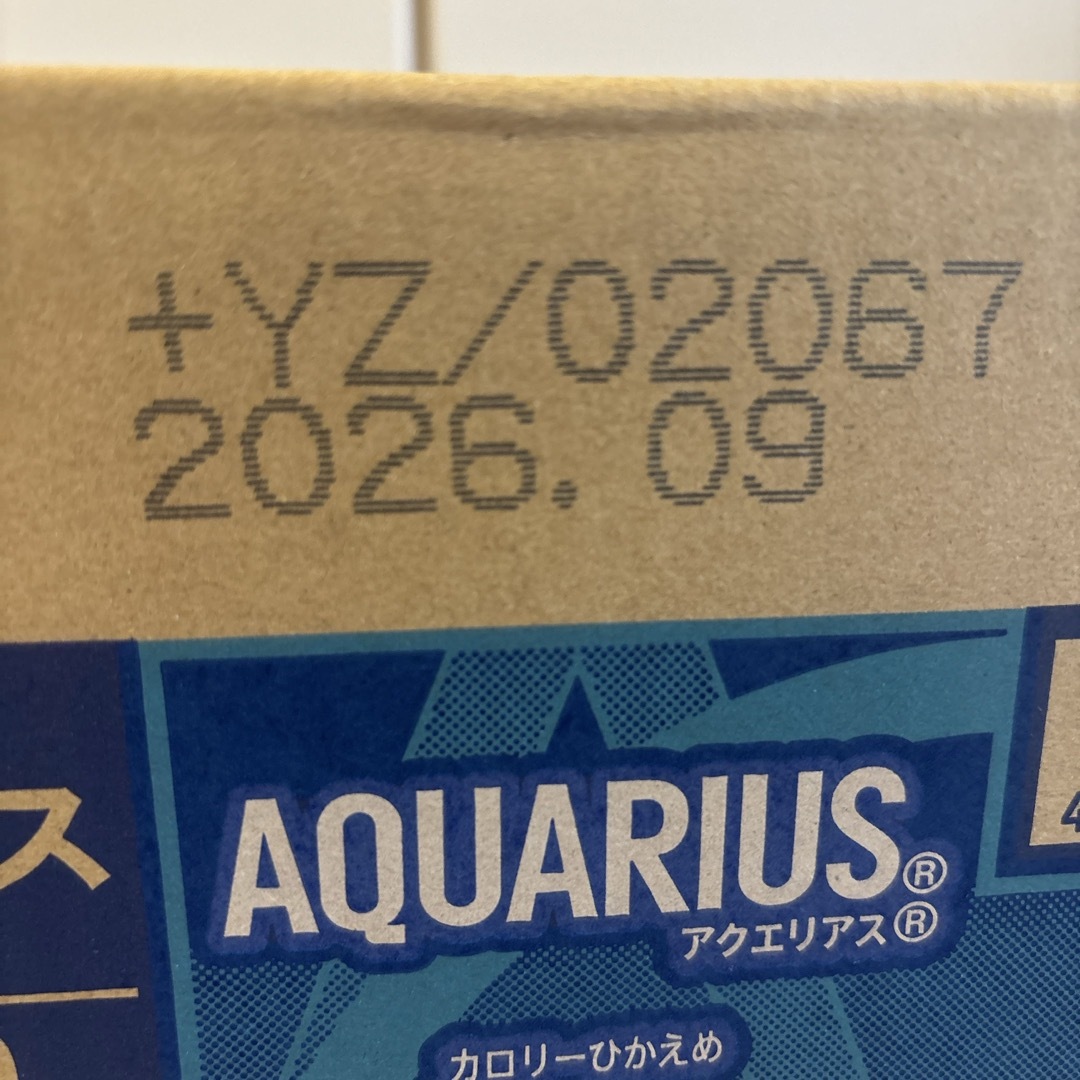 +YZ/02067
2026. 09
ス
AQUARIUS®
アクエリアス®
カロリーひかえめ